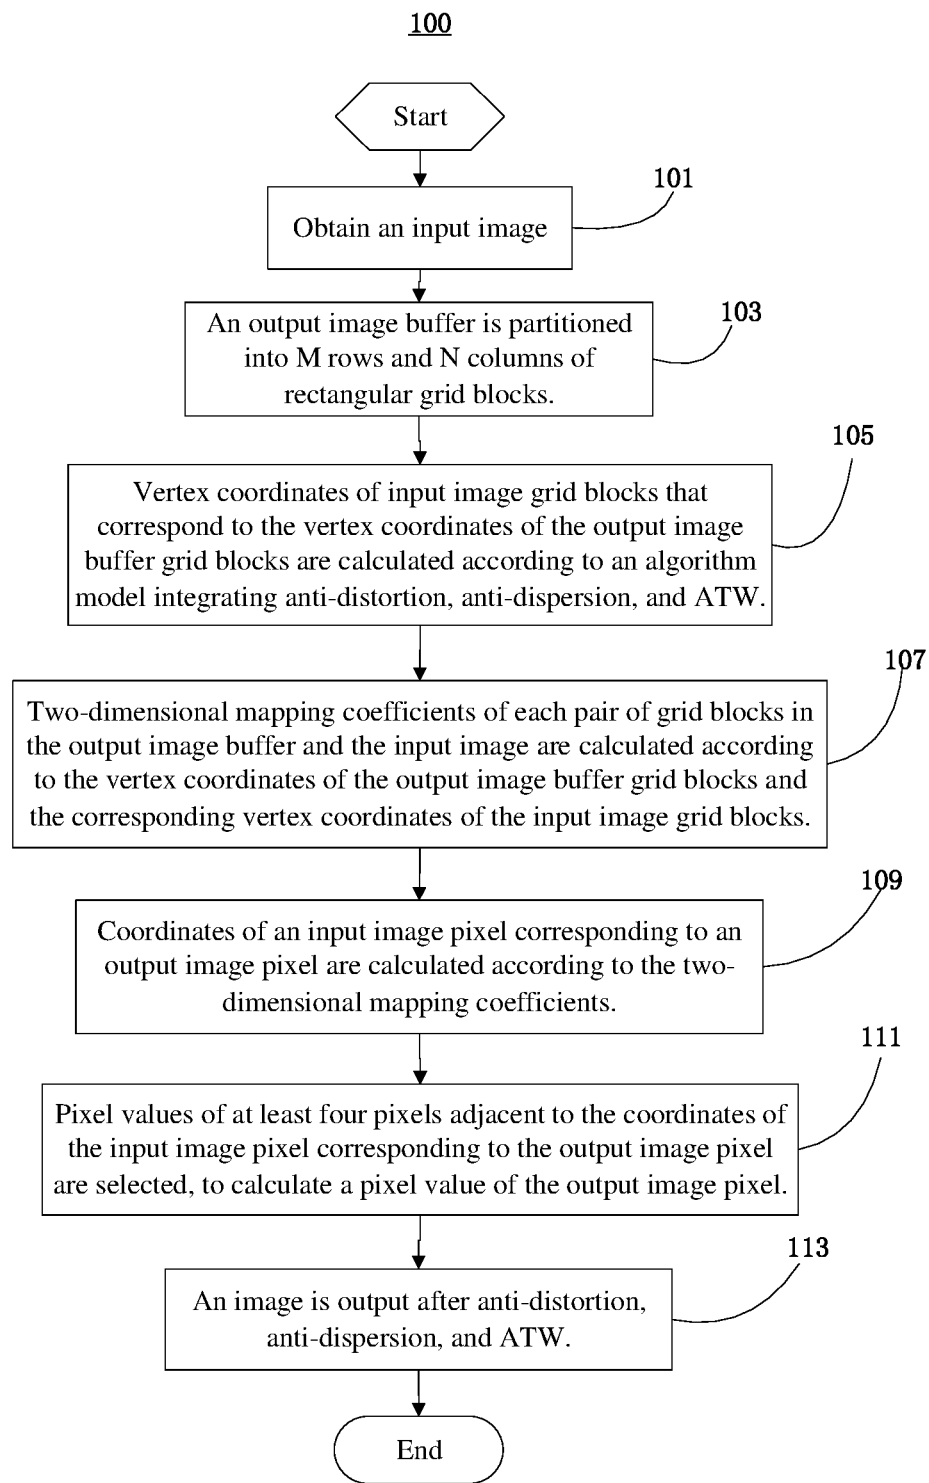 100
Start
101
Obtain an input image
103
An output image buffer is partitioned
into M rows and N columns of
rectangular grid blocks.
105
Vertex coordinates of input image grid blocks that
correspond to the vertex coordinates of the output image
buffer grid blocks are calculated according to an algorithm
model integrating anti-distortion, anti-dispersion, and ATW.
107
Two-dimensional mapping coefficients of each pair of grid blocks in
the output image buffer and the input image are calculated according
to the vertex coordinates of the output image buffer grid blocks and
the corresponding vertex coordinates of the input image grid blocks.
109
Coordinates of an input image pixel corresponding to an
output image pixel are calculated according to the two-
dimensional mapping coefficients.
111
Pixel values of at least four pixels adjacent to the coordinates of
the input image pixel corresponding to the output image pixel
are selected, to calculate a pixel value of the output image pixel.
113
An image is output after anti-distortion,
anti-dispersion, and ATW.
End